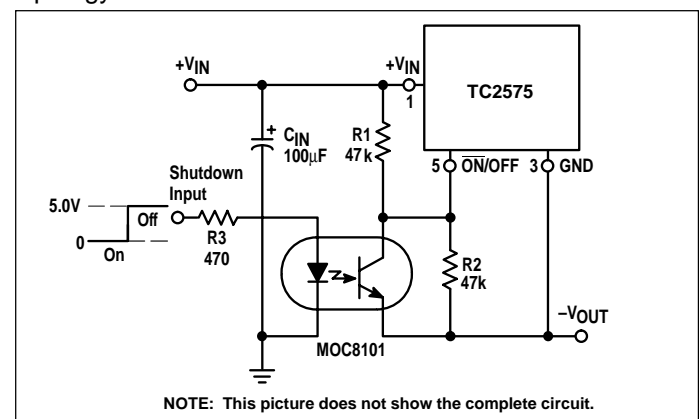 +VIN
+VIN
1
TC2575
CIN
100µF
+
R1
47k
5
ON/OFF
3
GND
Shutdown
Input
5.0V
Off
0
On
R3
470
R2
47k
–VOUT
MOC8101
NOTE: This picture does not show the complete circuit.